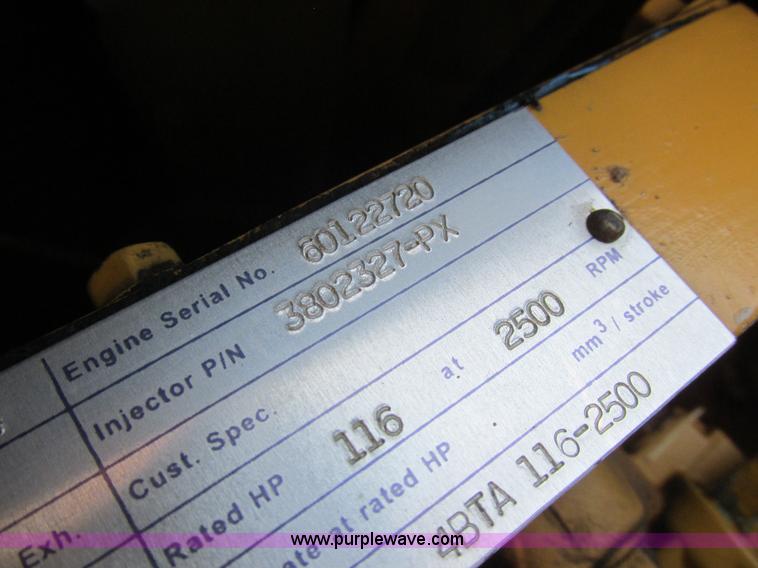 Engine Serial No. 60122720
Injector P/N 3802327-PX
Cust. Spec.
Rated HP 116 at 2500 RPM
ate at rated HP mm³ / stroke
4BTA 116-2500
Exh.
www.purplewave.com